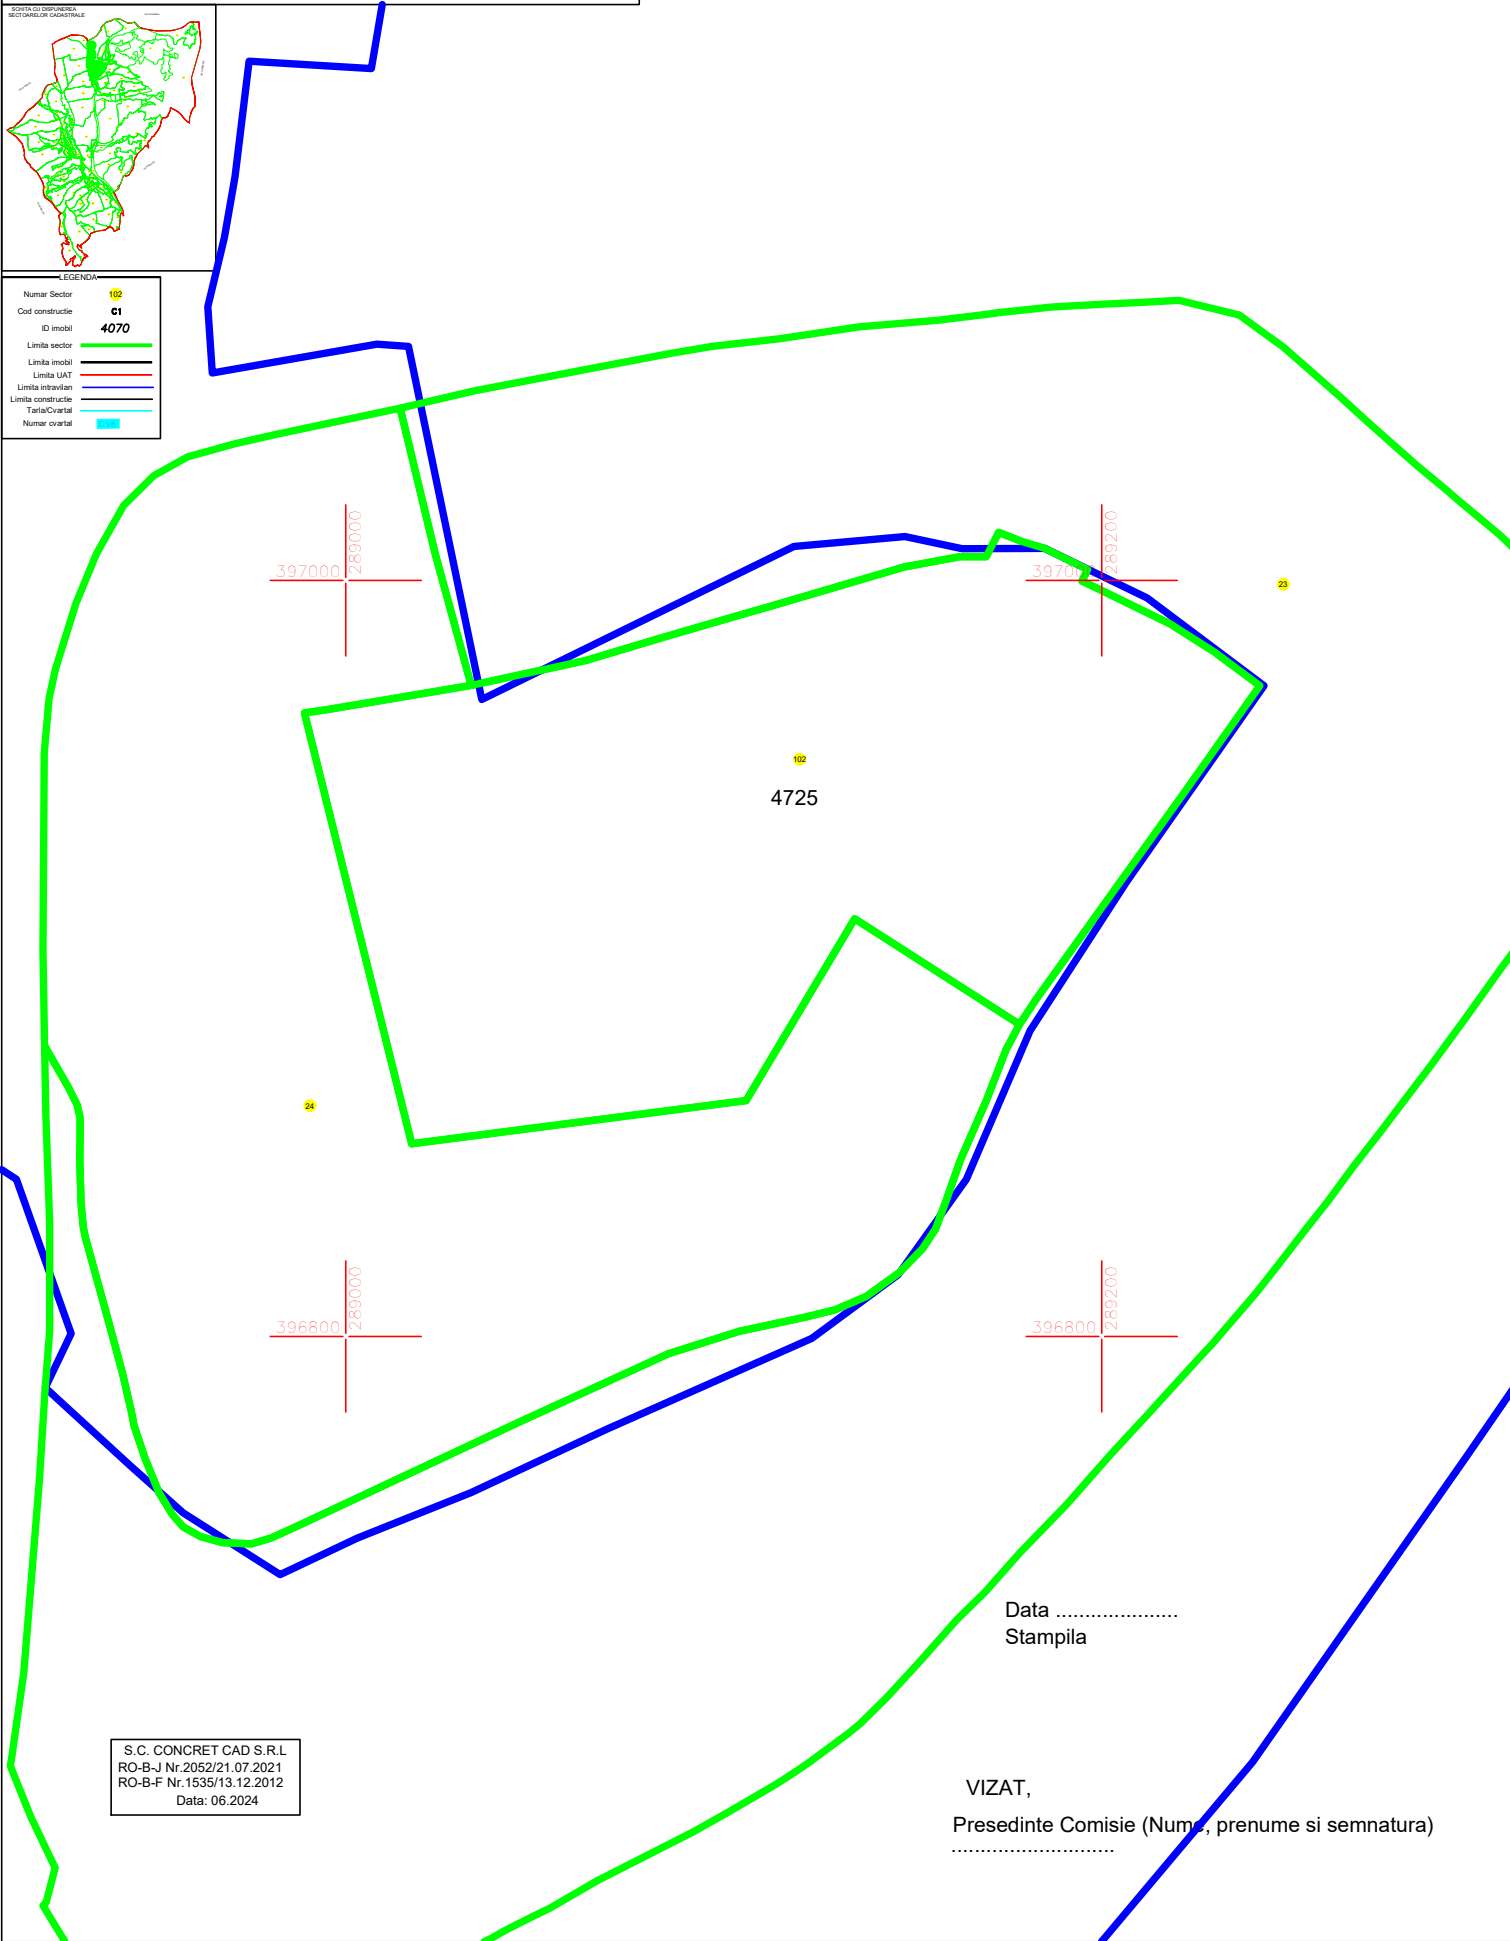 SCHITA CU DISPUNEREA
SECTOARELOR CADASTRALE
LEGENDA
Numar Sector 102
Cod constructie C1
ID imobil 4070
Limita sector
Limita imobil
Limita UAT
Limita intravilan
Limita constructie
Tarla/Cvartal
Numar cvartal
397000 289000
289200
23
102
4725
24
396800 289000
396800 289200
Data .....................
Stampila
S.C. CONCRET CAD S.R.L
RO-B-J Nr.2052/21.07.2021
RO-B-F Nr.1535/13.12.2012
Data: 06.2024
VIZAT,
Presedinte Comisie (Nume, prenume si semnatura)
............................